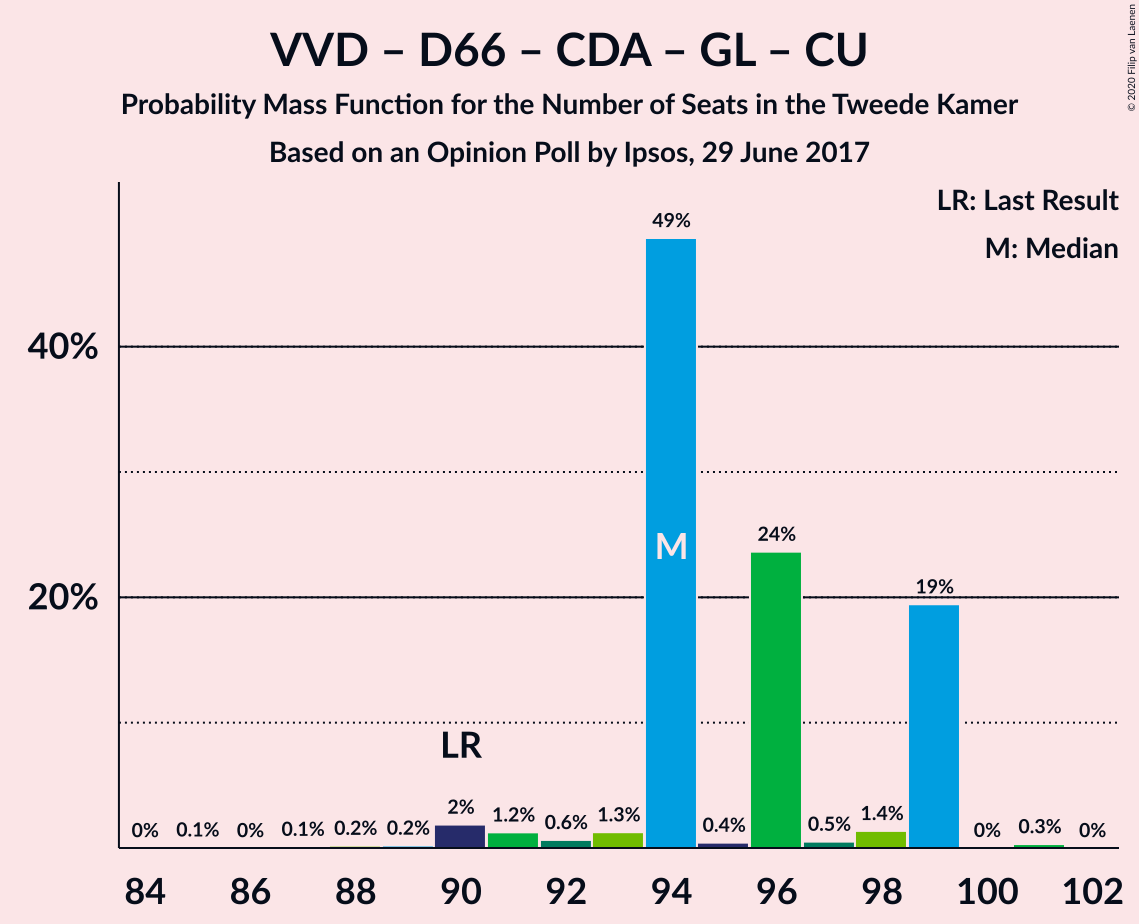 VVD – D66 – CDA – GL – CU
Probability Mass Function for the Number of Seats in the Tweede Kamer
Based on an Opinion Poll by Ipsos, 29 June 2017
© 2020 Filip van Laenen
LR: Last Result
M: Median
40%
20%
49%
M
24%
19%
LR
0% 0.1% 0% 0.1% 0.2% 0.2% 2% 1.2% 0.6% 1.3% 0.4% 0.5% 1.4% 0% 0.3% 0%
84 86 88 90 92 94 96 98 100 102